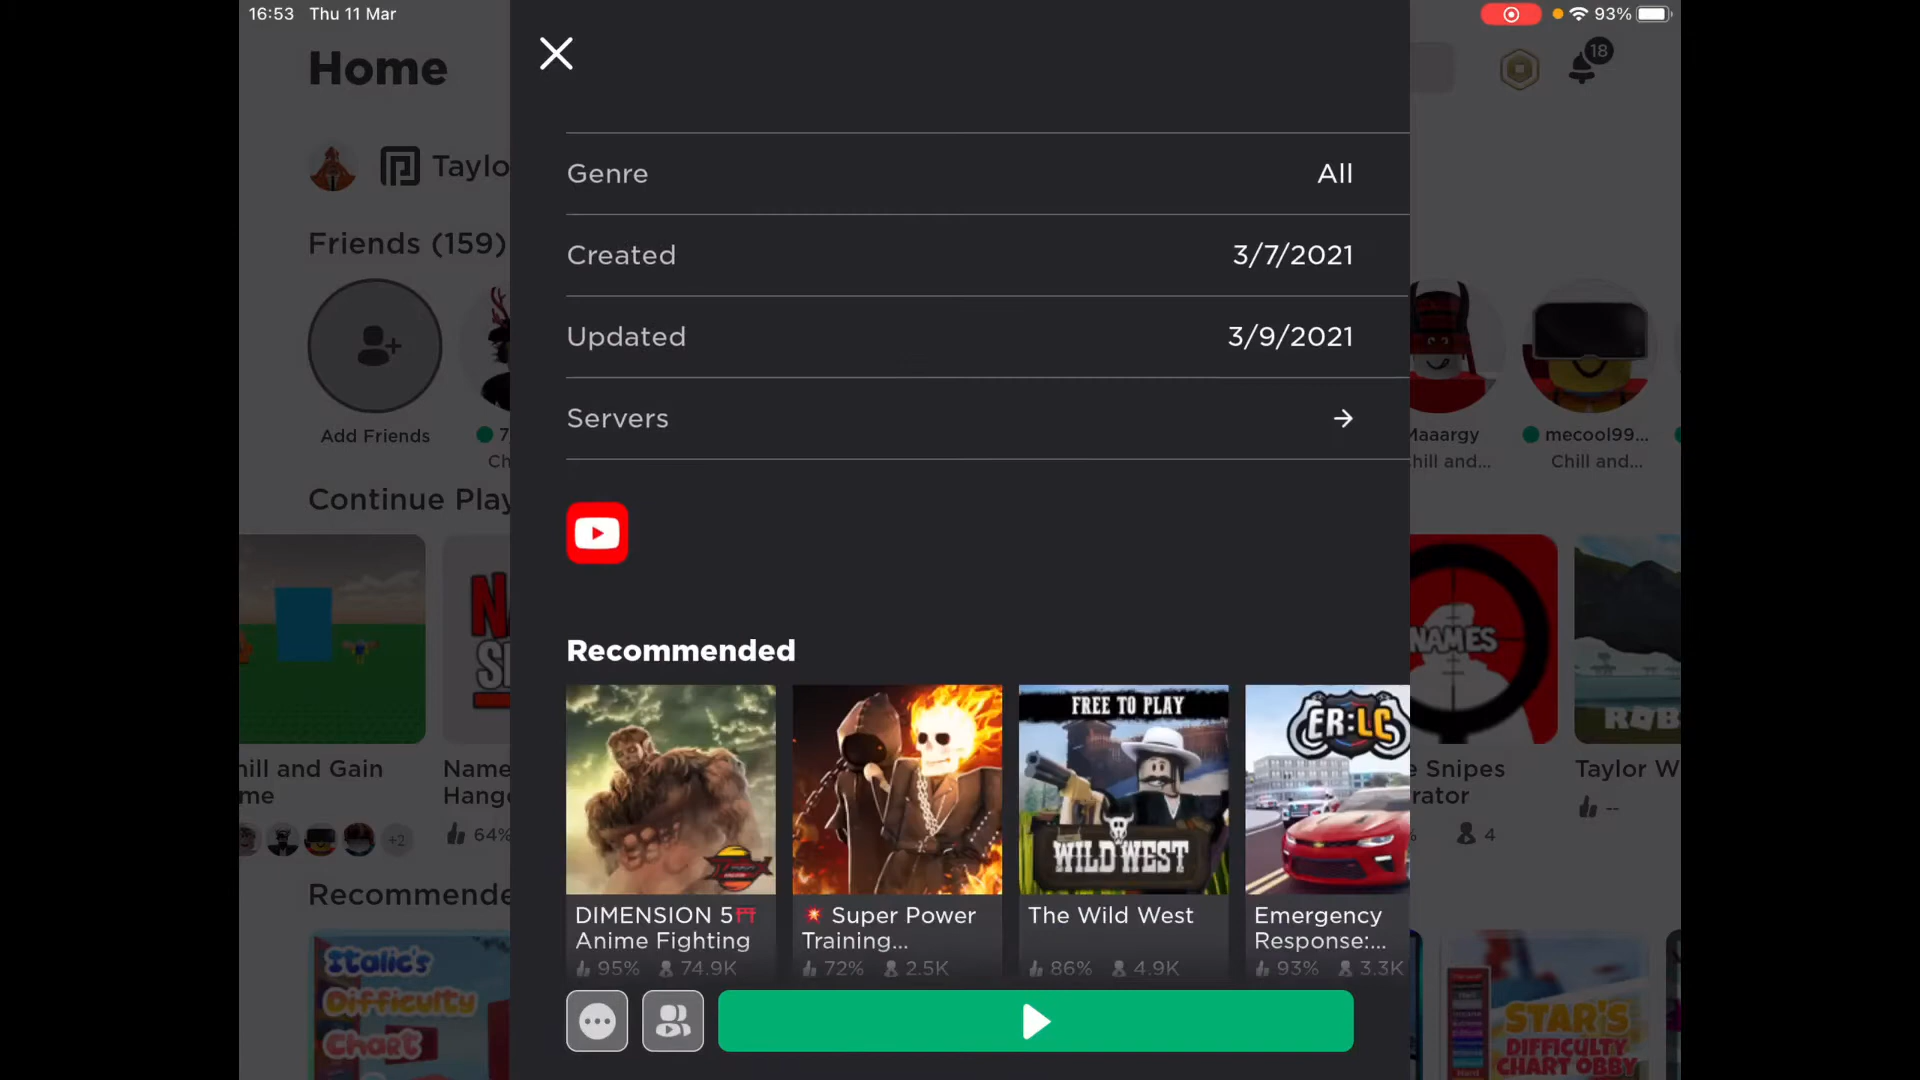 16:53 Thu 11 Mar
93%
Home
18
Taylo
Friends (159)
Add Friends
mecool99...
Chill and...
Continue Play
Genre All
Created 3/7/2021
Updated 3/9/2021
Servers
Recommended
FREE TO PLAY
WILD WEST
ER:LC
NAMES
DIMENSION 5
Anime Fighting
95% 74.9K
Super Power
Training...
72% 2.5K
The Wild West
86% 4.9K
Emergency
Response:...
93% 3.3K
hill and Gain
me
+2
Name
Hang
64%
e Snipes
rator
4
Taylor W
--
Recommende
Italic's
Difficulty
Chart
STAR'S
DIFFICULTY
CHART OBBY